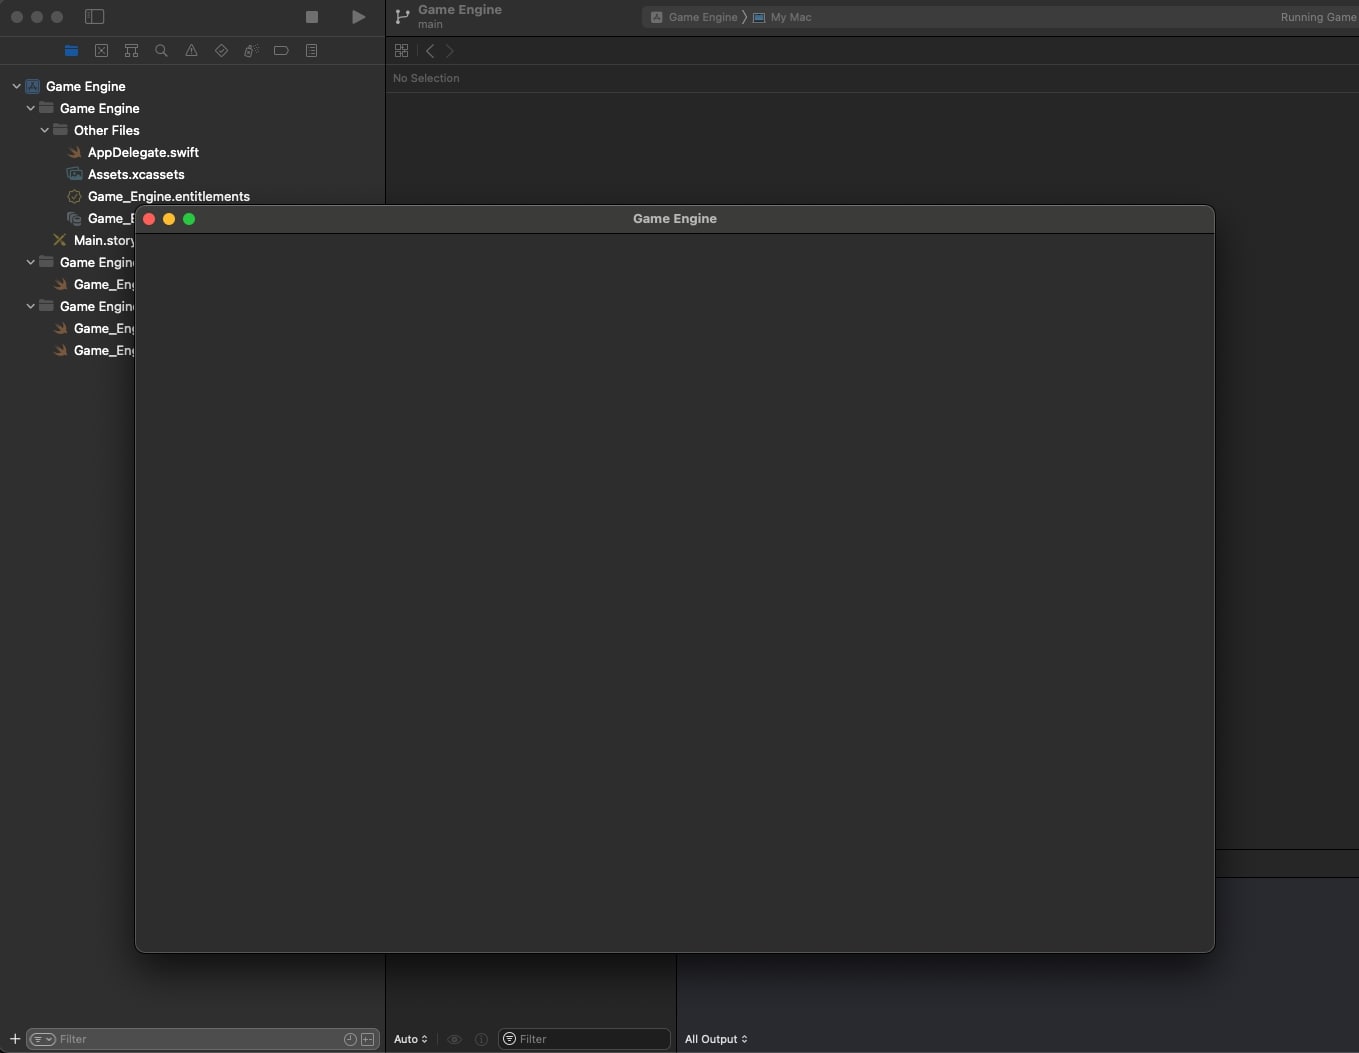 Game Engine
main
Game Engine
My Mac
Running Game
No Selection
Game Engine
Game Engine
Other Files
AppDelegate.swift
Assets.xcassets
Game_Engine.entitlements
Game_E
Main.story
Game Engin
Game_Eng
Game Engin
Game_Eng
Game_Eng
Game Engine
Filter
Auto
Filter
All Output